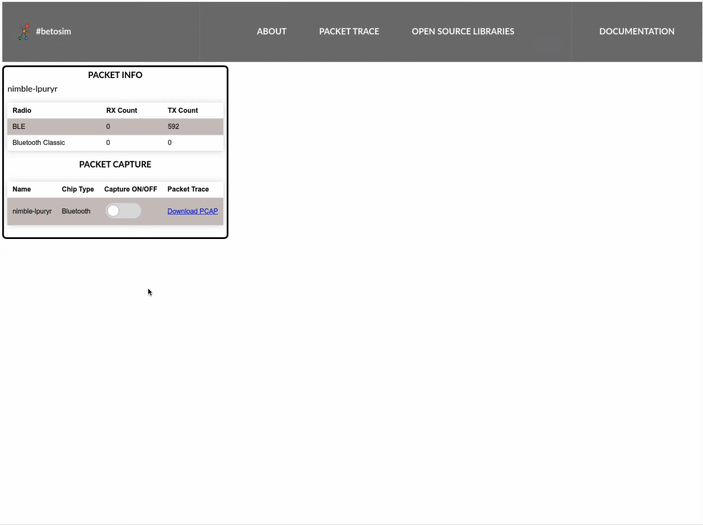 #betosim ABOUT PACKET TRACE OPEN SOURCE LIBRARIES DOCUMENTATION
PACKET INFO
nimble-lpuryr
Radio RX Count TX Count
BLE 0 592
Bluetooth Classic 0 0
PACKET CAPTURE
Name Chip Type Capture ON/OFF Packet Trace
nimble-lpuryr Bluetooth Download PCAP